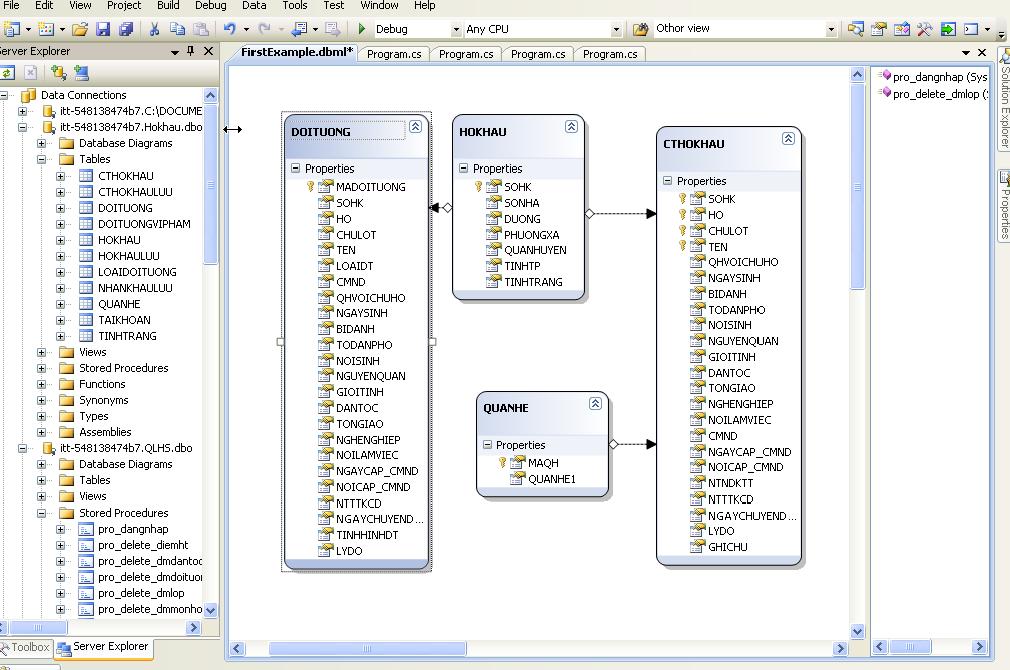 File Edit View Project Build Debug Data Tools Test Window Help
Debug Any CPU Other view
Server Explorer
FirstExample.dbml* Program.cs Program.cs Program.cs Program.cs
Data Connections
itt-548138474b7.C:\DOCUME
itt-548138474b7.Hokhau.dbo
Database Diagrams
Tables
CTHOKHAU
CTHOKHAULUU
DOITUONG
DOITUONGVIPHAM
HOKHAU
HOKHAULUU
LOAIDOITUONG
NHANKHAULUU
QUANHE
TAIKHOAN
TINHTRANG
Views
Stored Procedures
Functions
Synonyms
Types
Assemblies
itt-548138474b7.QLHS.dbo
Database Diagrams
Tables
Views
Stored Procedures
pro_dangnhap
pro_delete_diemht
pro_delete_dmdantoc
pro_delete_dmdoituon
pro_delete_dmlop
pro_delete_dmmonho
Toolbox Server Explorer
DOITUONG
Properties
MADOITUONG
SOHK
HO
CHULOT
TEN
LOAIDT
CMND
QHVOICHUHO
NGAYSINH
BIDANH
TODANPHO
NOISINH
NGUYENQUAN
GIOITINH
DANTOC
TONGIAO
NGHENGHIEP
NOILAMVIEC
NGAYCAP_CMND
NOICAP_CMND
NTTTKCD
NGAYCHUYEND...
TINHHINHDT
LYDO
HOKHAU
Properties
SOHK
SONHA
DUONG
PHUONGXA
QUANHUYEN
TINHTP
TINHTRANG
QUANHE
Properties
MAQH
QUANHE1
CTHOKHAU
Properties
SOHK
HO
CHULOT
TEN
QHVOICHUHO
NGAYSINH
BIDANH
TODANPHO
NOISINH
NGUYENQUAN
GIOITINH
DANTOC
TONGIAO
NGHENGHIEP
NOILAMVIEC
CMND
NGAYCAP_CMND
NOICAP_CMND
NTNDKTT
NTTTKCD
NGAYCHUYEND...
LYDO
GHICHU
pro_dangnhap (Sys
pro_delete_dmlop (S
Solution Explorer
Properties